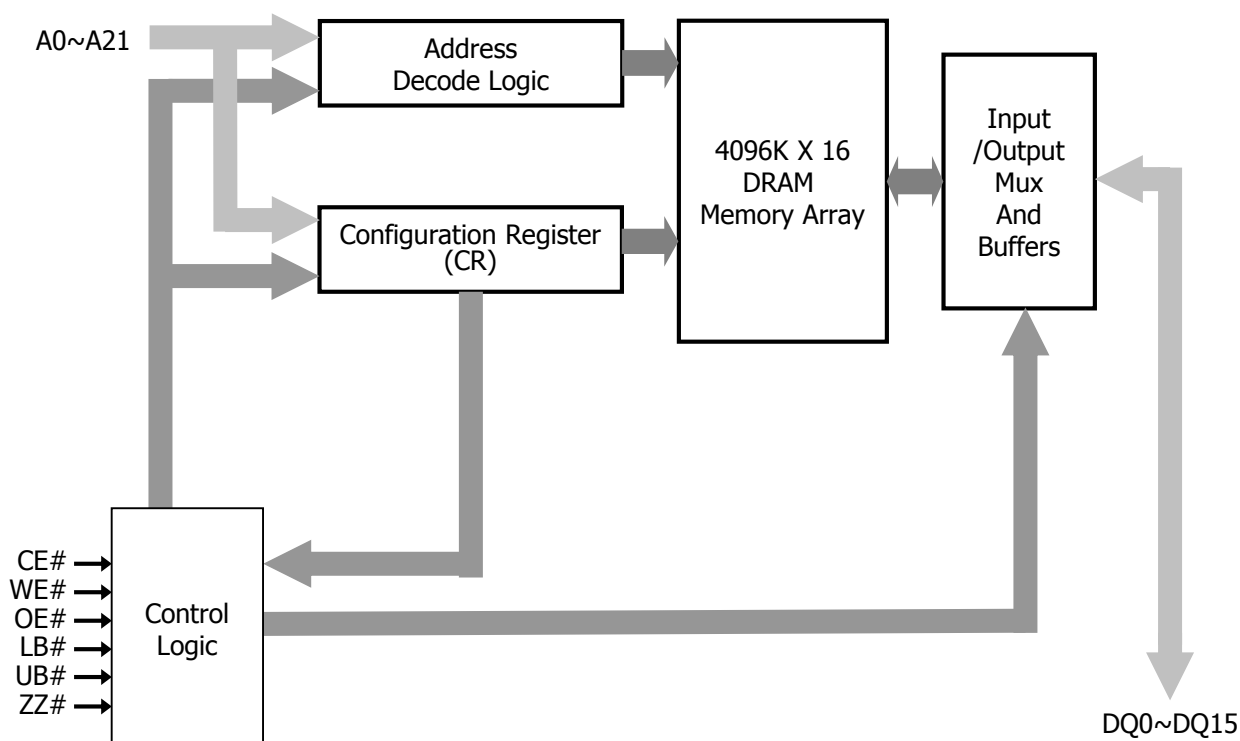 A0~A21
Address
Decode Logic
4096K X 16
DRAM
Memory Array
Input
/Output
Mux
And
Buffers
Configuration Register
(CR)
CE#
WE#
OE#
LB#
UB#
ZZ#
Control
Logic
DQ0~DQ15